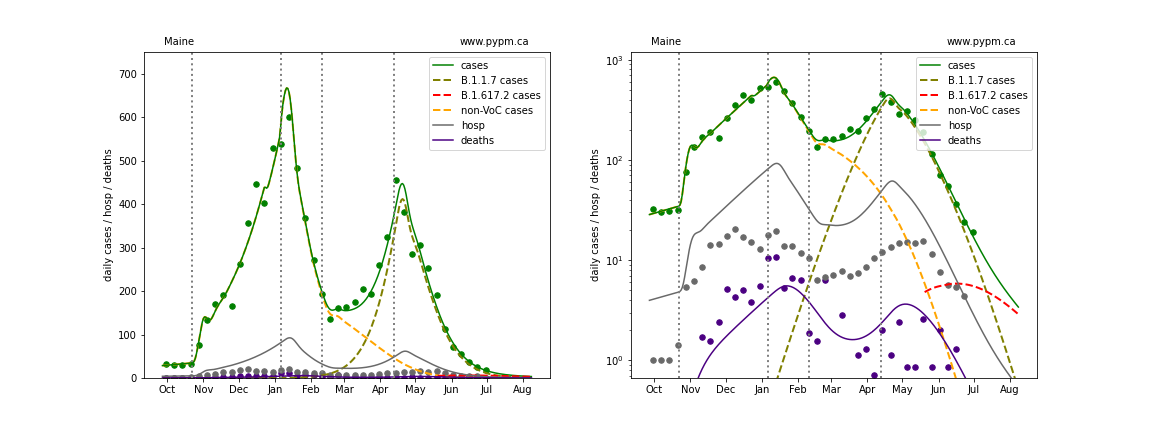 Maine
www.pypm.ca
700
600
500
400
300
200
100
0
daily cases / hosp / deaths
cases
B.1.1.7 cases
B.1.617.2 cases
non-VoC cases
hosp
deaths
Oct Nov Dec Jan Feb Mar Apr May Jun Jul Aug
Maine
www.pypm.ca
10³
10²
10¹
10⁰
daily cases / hosp / deaths
cases
B.1.1.7 cases
B.1.617.2 cases
non-VoC cases
hosp
deaths
Oct Nov Dec Jan Feb Mar Apr May Jun Jul Aug